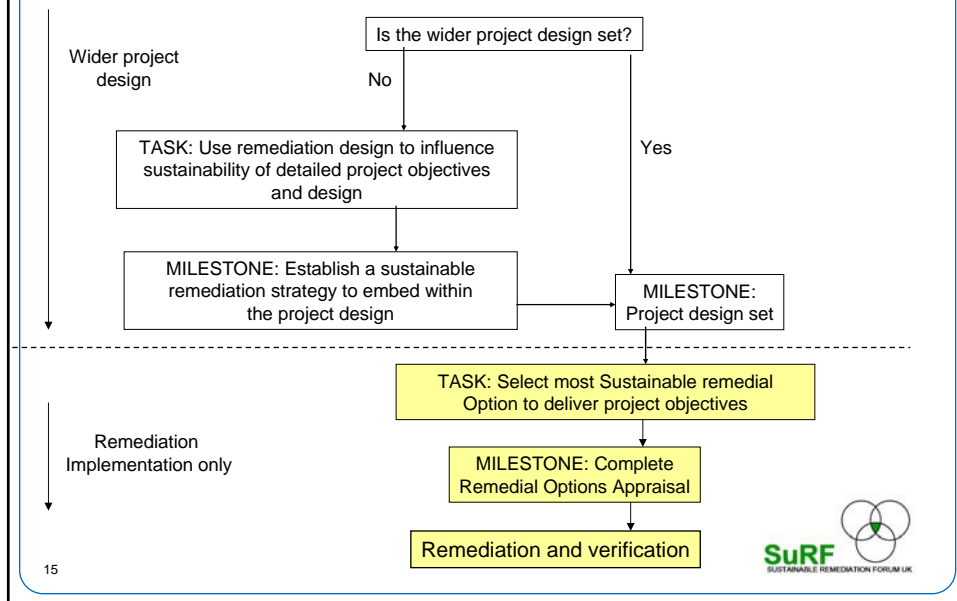 Is the wider project design set?
Wider project
design
No
Yes
TASK: Use remediation design to influence
sustainability of detailed project objectives
and design
MILESTONE: Establish a sustainable
remediation strategy to embed within
the project design
MILESTONE:
Project design set
TASK: Select most Sustainable remedial
Option to deliver project objectives
Remediation
Implementation only
MILESTONE: Complete
Remedial Options Appraisal
Remediation and verification
SuRF
SUSTAINABLE REMEDIATION FORUM UK
15